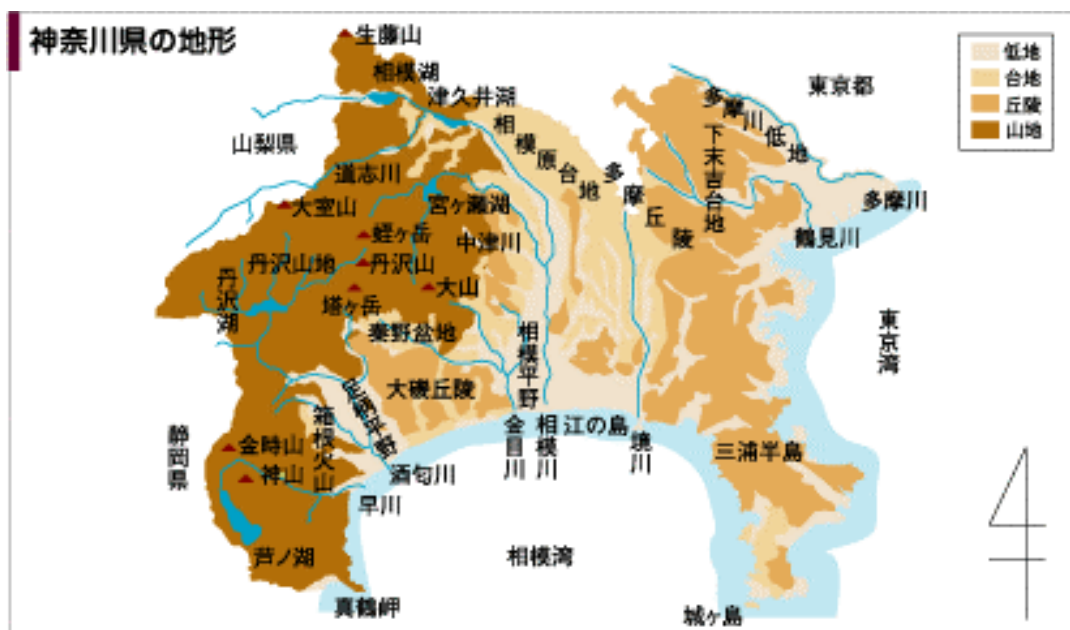 神奈川県の地形
低地
台地
丘陵
山地
生藤山
相模湖
津久井湖
東京都
山梨県
相模原台地
多摩川低地
下末吉台地
道志川
多摩丘陵
多摩川
大室山
宮ヶ瀬湖
鶴見川
蛭ヶ岳
中津川
丹沢山地
丹沢山
丹沢湖
塔ヶ岳
大山
東京湾
秦野盆地
相模平野
大磯丘陵
足柄平野
箱根火山
静岡県
金時山
神山
酒匂川
早川
金目川
相模川
江の島
境川
三浦半島
芦ノ湖
相模湾
真鶴岬
城ヶ島